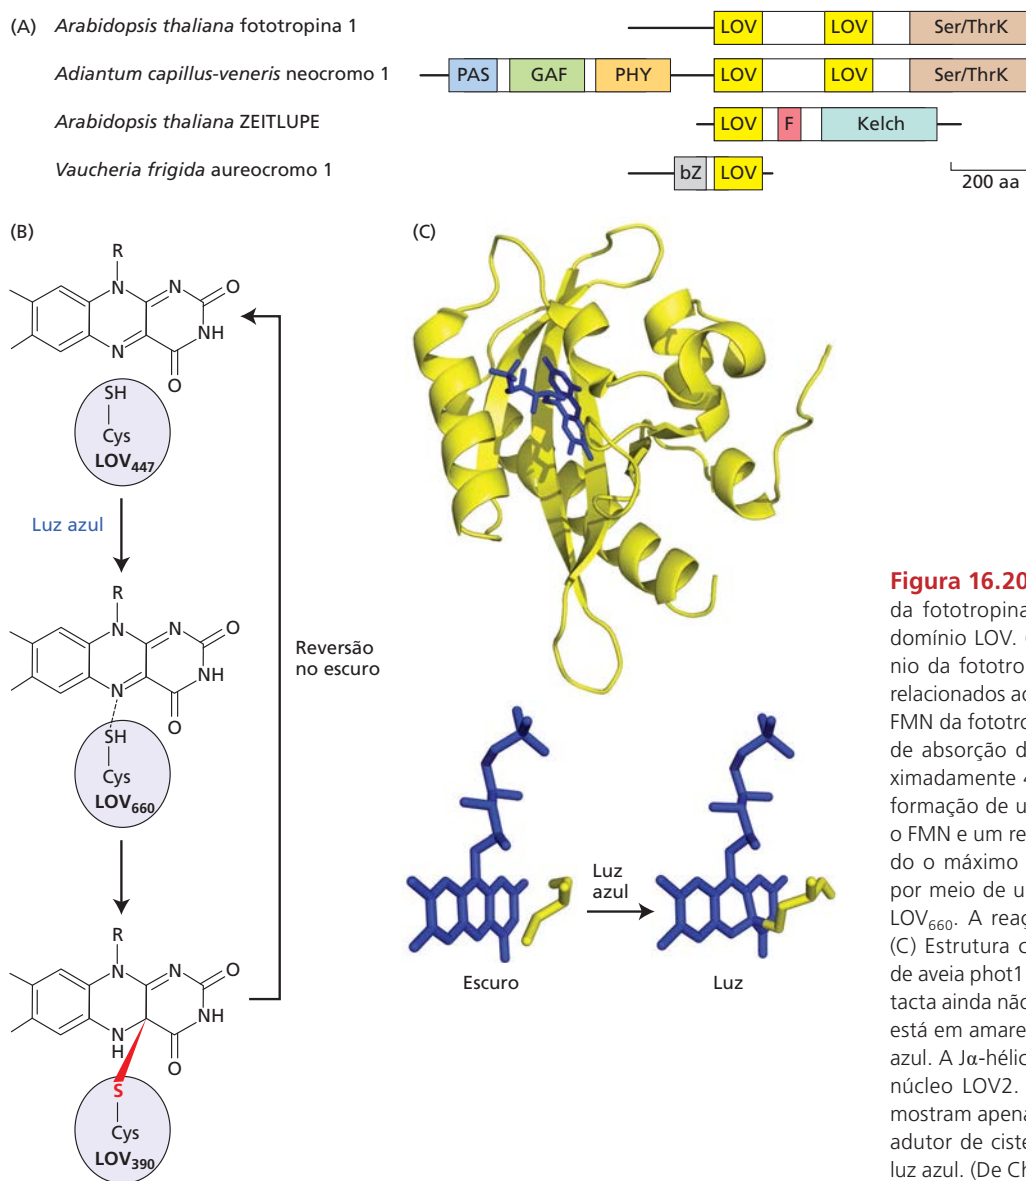 (A) Arabidopsis thaliana fototropina 1 LOV LOV Ser/ThrK
Adiantum capillus-veneris neocromo 1 PAS GAF PHY LOV LOV Ser/ThrK
Arabidopsis thaliana ZEITLUPE LOV F Kelch
Vaucheria frigida aureocromo 1 bZ LOV
200 aa
(B)
R
N N O
NH
N
O
SH
Cys
LOV447
Luz azul
R
N N O
NH
N
O
SH
Cys
LOV660
Reversão
no escuro
R
N N O
NH
N
H
O
S
Cys
LOV390
(C)
Luz
azul
Escuro Luz
Figura 16.20
da fototropina
domínio LOV.
nio da fototro
relacionados ac
FMN da fototro
de absorção d
ximadamente 4
formação de u
o FMN e um re
do o máximo
por meio de u
LOV660. A reaç
(C) Estrutura c
de aveia phot1
tacta ainda não
está em amare
azul. A Jα-hélic
núcleo LOV2.
mostram apena
adutor de ciste
luz azul. (De Ch